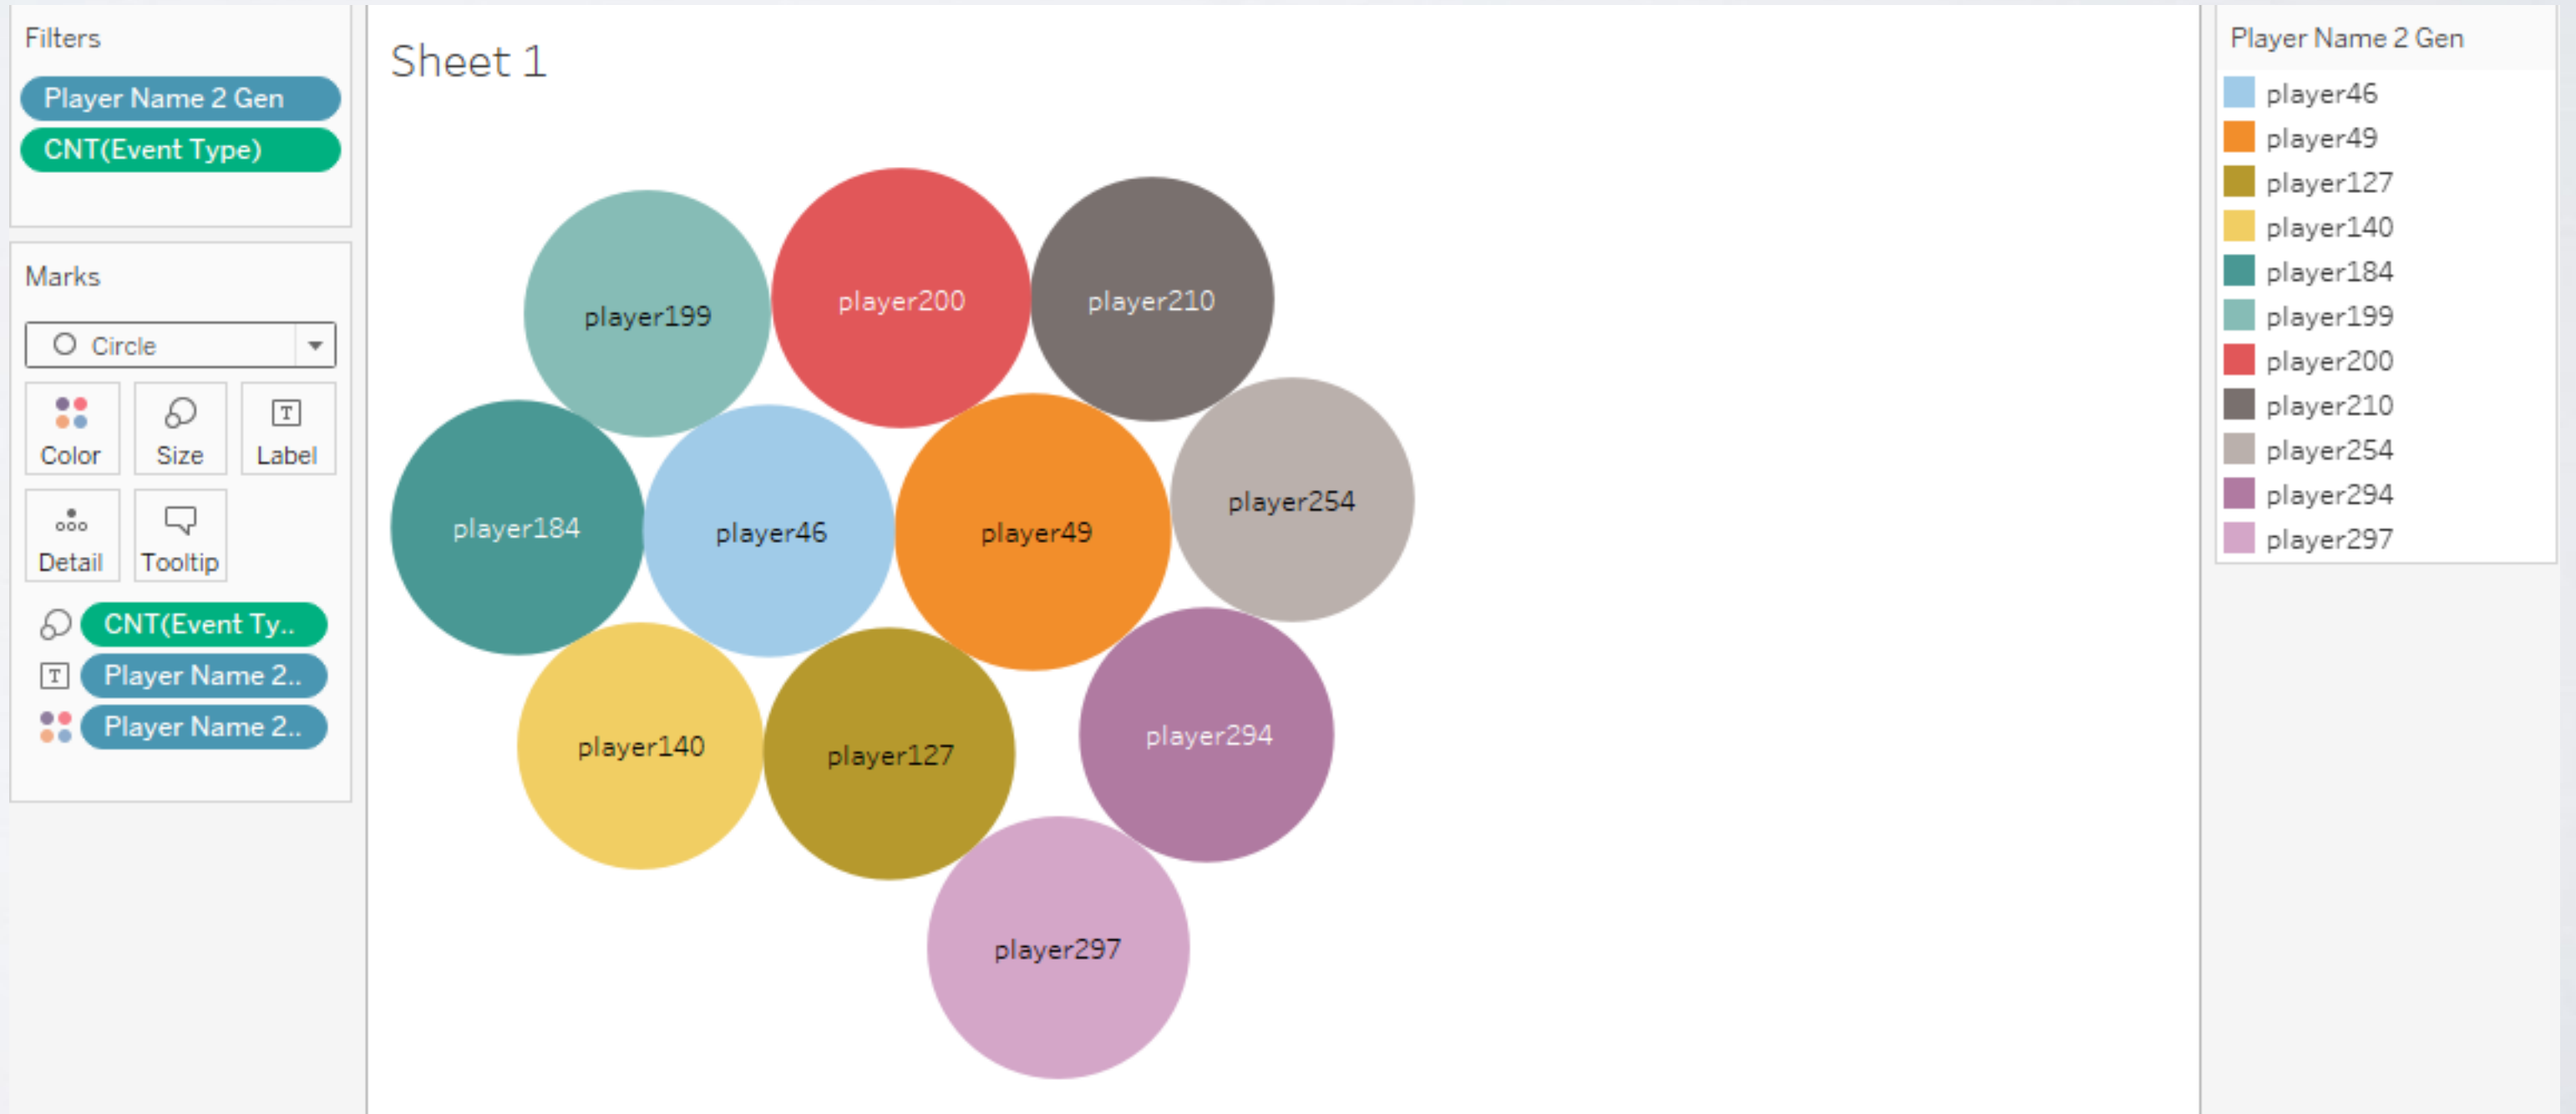 Filters
Player Name 2 Gen
CNT(Event Type)
Marks
Circle
Color Size Label
Detail Tooltip
CNT(Event Ty..
Player Name 2..
Player Name 2..
Sheet 1
player199
player200
player210
player184
player46
player49
player254
player140
player127
player294
player297
Player Name 2 Gen
player46
player49
player127
player140
player184
player199
player200
player210
player254
player294
player297